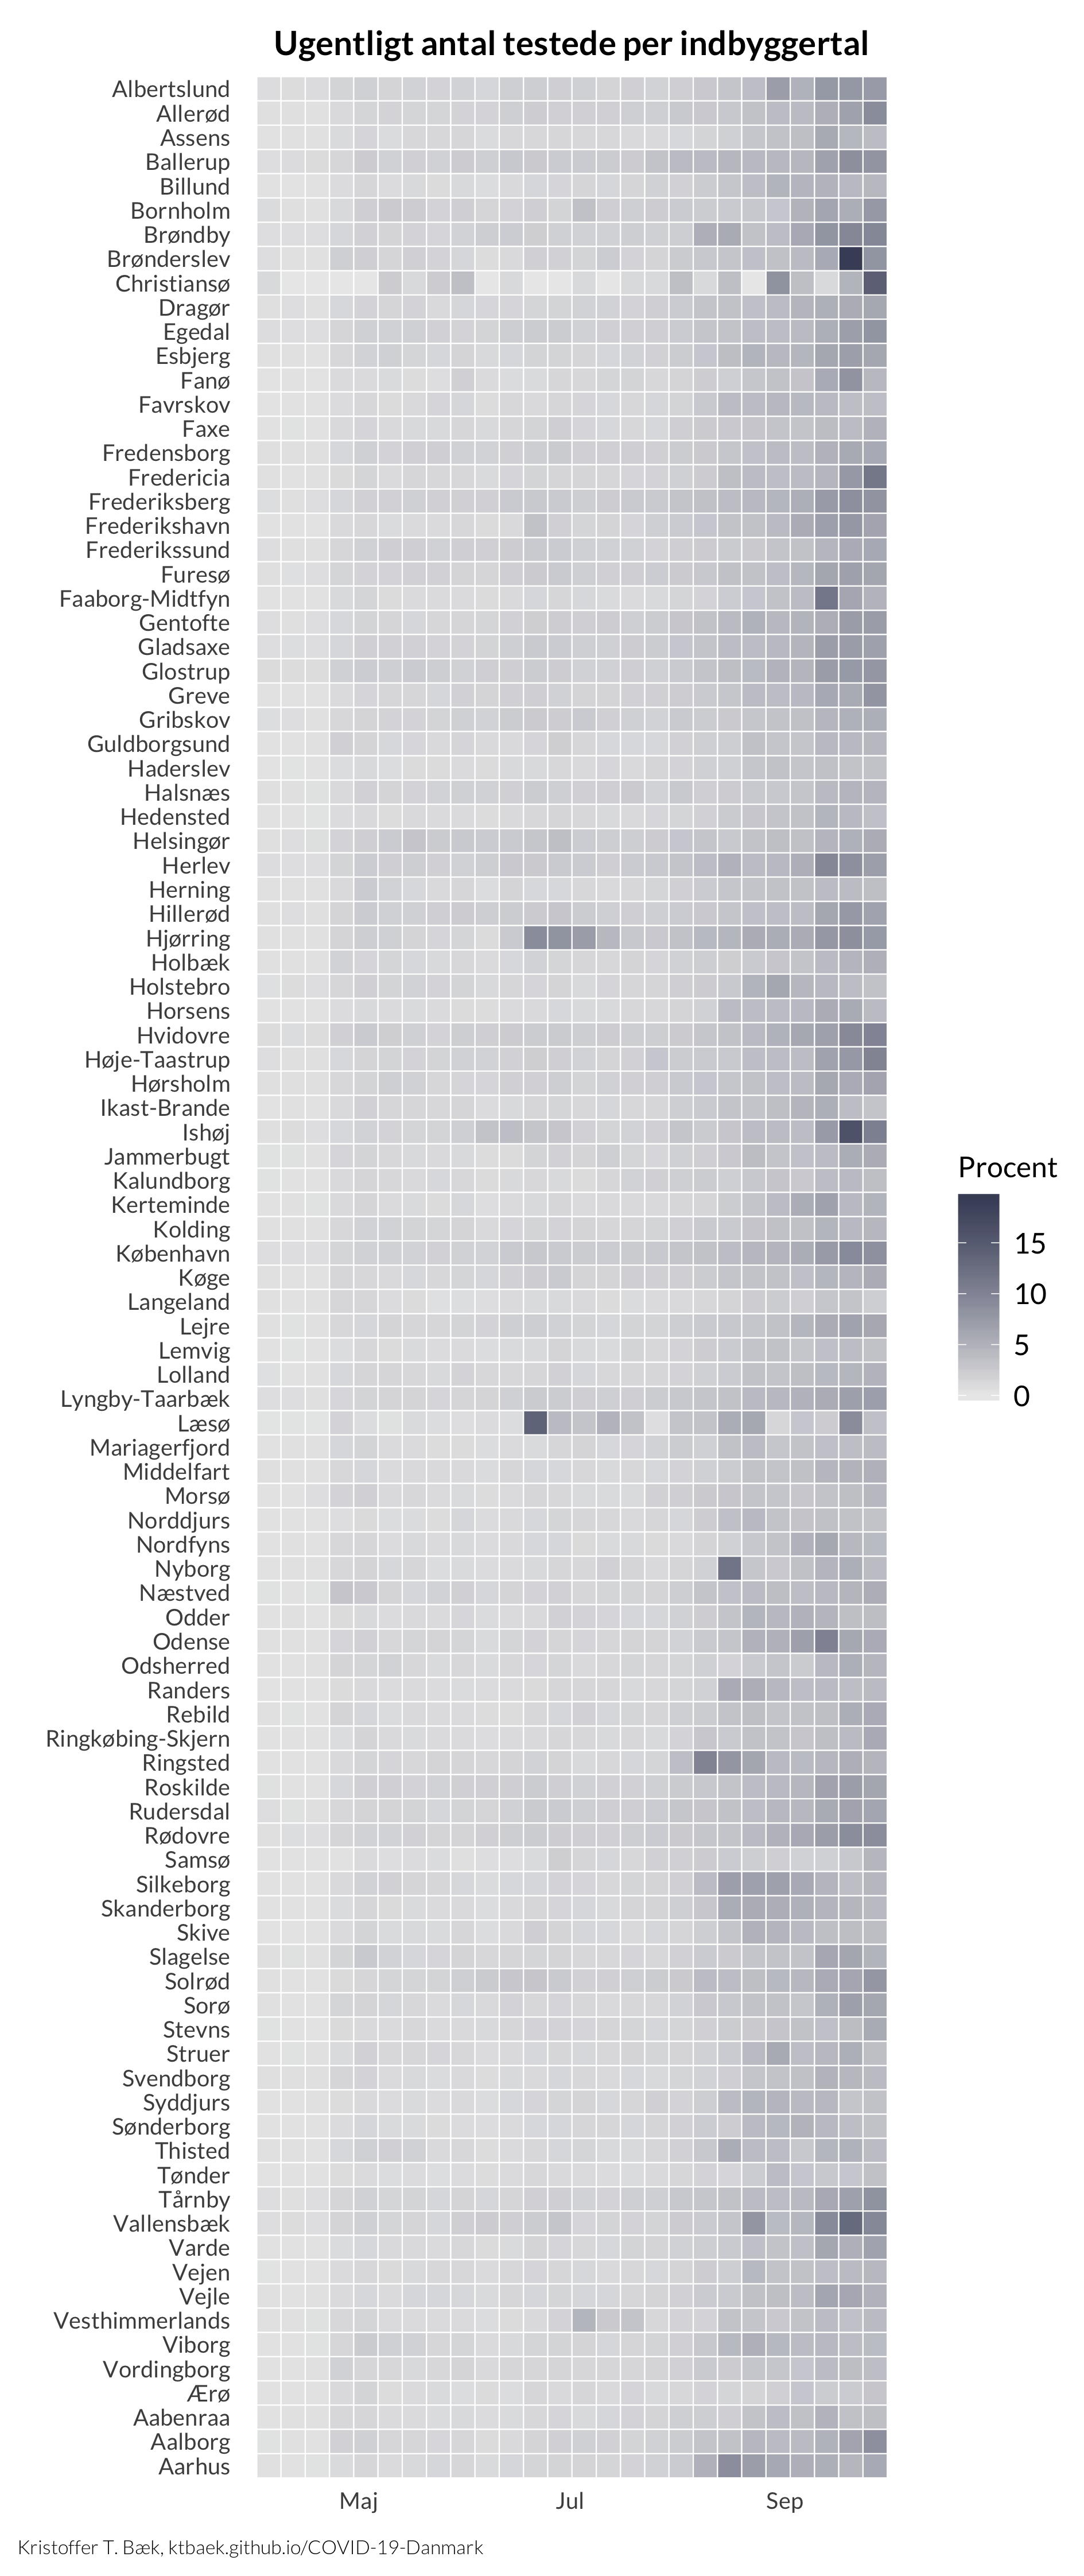 Ugentligt antal testede per indbyggertal
Albertslund
Allerød
Assens
Ballerup
Billund
Bornholm
Brøndby
Brønderslev
Christiansø
Dragør
Egedal
Esbjerg
Fanø
Favrskov
Faxe
Fredensborg
Fredericia
Frederiksberg
Frederikshavn
Frederikssund
Furesø
Faaborg-Midtfyn
Gentofte
Gladsaxe
Glostrup
Greve
Gribskov
Guldborgsund
Haderslev
Halsnæs
Hedensted
Helsingør
Herlev
Herning
Hillerød
Hjørring
Holbæk
Holstebro
Horsens
Hvidovre
Høje-Taastrup
Hørsholm
Ikast-Brande
Ishøj
Jammerbugt
Kalundborg
Kerteminde
Kolding
København
Køge
Langeland
Lejre
Lemvig
Lolland
Lyngby-Taarbæk
Læsø
Mariagerfjord
Middelfart
Morsø
Norddjurs
Nordfyns
Nyborg
Næstved
Odder
Odense
Odsherred
Randers
Rebild
Ringkøbing-Skjern
Ringsted
Roskilde
Rudersdal
Rødovre
Samsø
Silkeborg
Skanderborg
Skive
Slagelse
Solrød
Sorø
Stevns
Struer
Svendborg
Syddjurs
Sønderborg
Thisted
Tønder
Tårnby
Vallensbæk
Varde
Vejen
Vejle
Vesthimmerlands
Viborg
Vordingborg
Ærø
Aabenraa
Aalborg
Aarhus
Maj Jul Sep
Procent
15
10
5
0
Kristoffer T. Bæk, ktbaek.github.io/COVID-19-Danmark